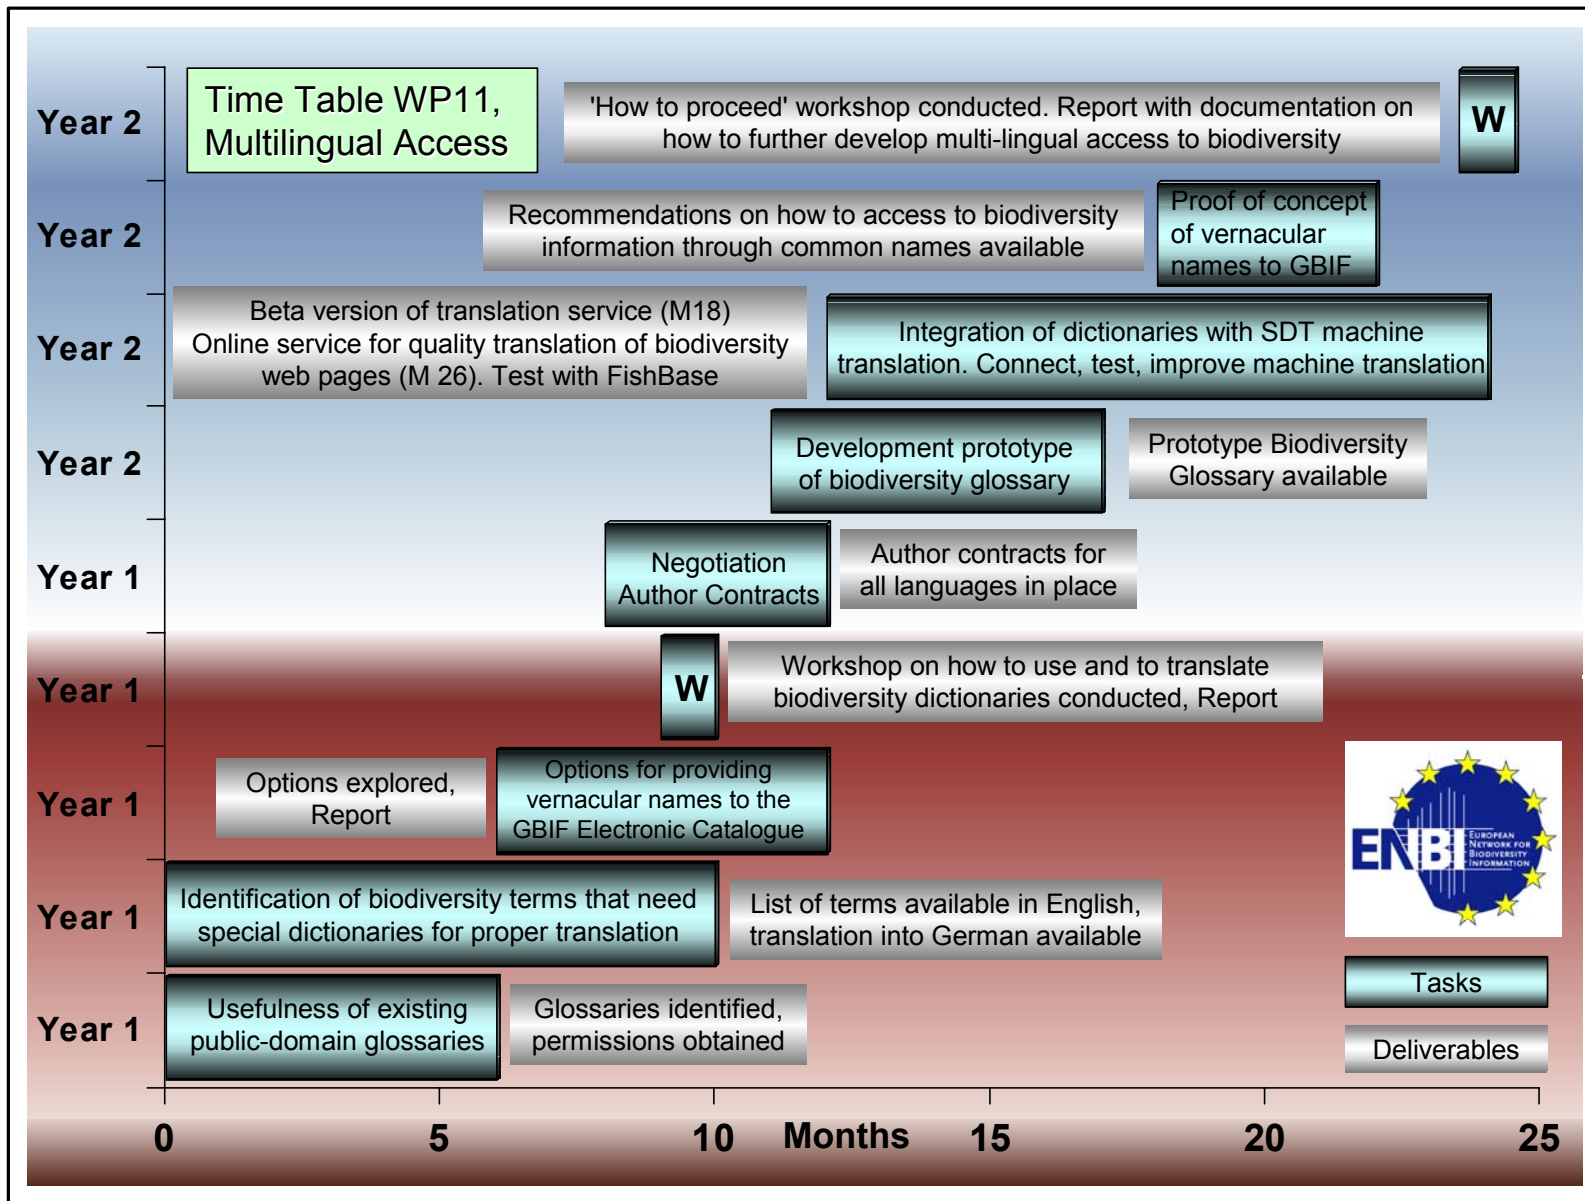 Time Table WP11,
Multilingual Access
Year 2
'How to proceed' workshop conducted. Report with documentation on
how to further develop multi-lingual access to biodiversity
W
Year 2
Recommendations on how to access to biodiversity
information through common names available
Proof of concept
of vernacular
names to GBIF
Year 2
Beta version of translation service (M18)
Online service for quality translation of biodiversity
web pages (M 26). Test with FishBase
Integration of dictionaries with SDT machine
translation. Connect, test, improve machine translation
Year 2
Development prototype
of biodiversity glossary
Prototype Biodiversity
Glossary available
Year 1
Negotiation
Author Contracts
Author contracts for
all languages in place
Year 1
W
Workshop on how to use and to translate
biodiversity dictionaries conducted, Report
Year 1
Options explored,
Report
Options for providing
vernacular names to the
GBIF Electronic Catalogue
Year 1
Identification of biodiversity terms that need
special dictionaries for proper translation
List of terms available in English,
translation into German available
Year 1
Usefulness of existing
public-domain glossaries
Glossaries identified,
permissions obtained
ENBI
EUROPEAN
NETWORK FOR
BIODIVERSITY
INFORMATION
Tasks
Deliverables
0 5 10 Months 15 20 25